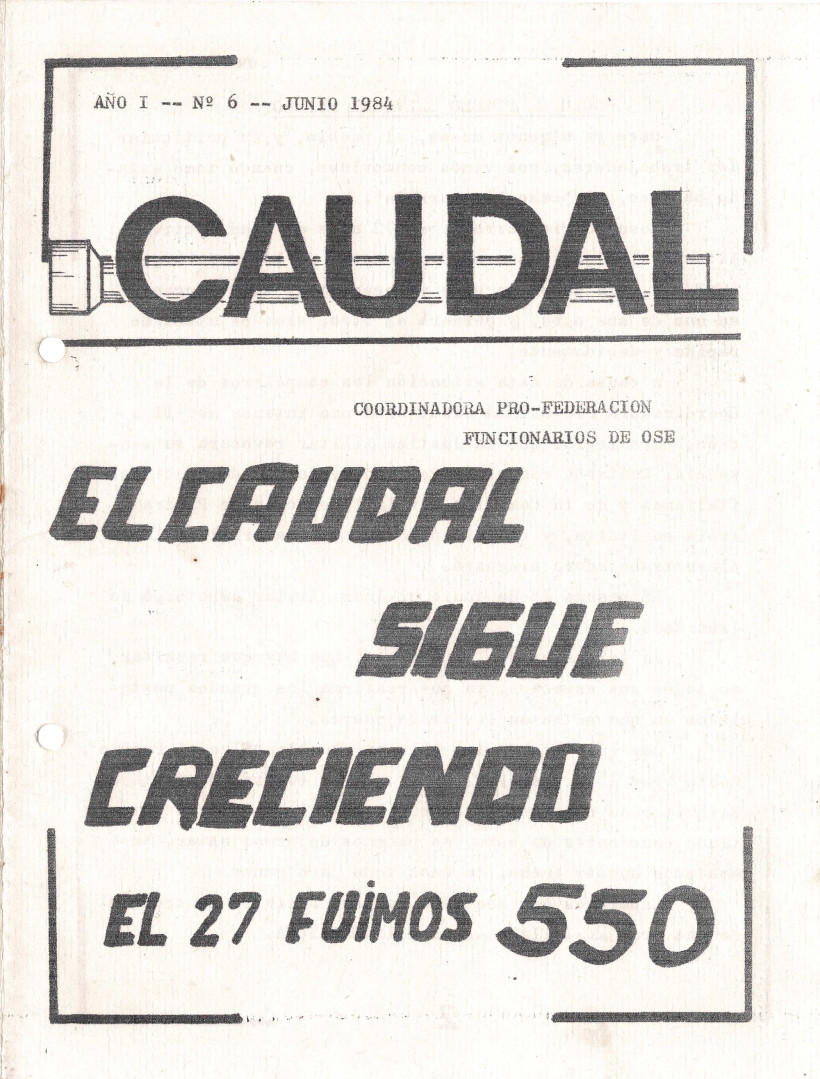 AÑO I -- Nº 6 -- JUNIO 1984
CAUDAL
COORDINADORA PRO-FEDERACION
FUNCIONARIOS DE OSE
EL CAUDAL
SIGUE
CRECIENDO
EL 27 FUIMOS 550